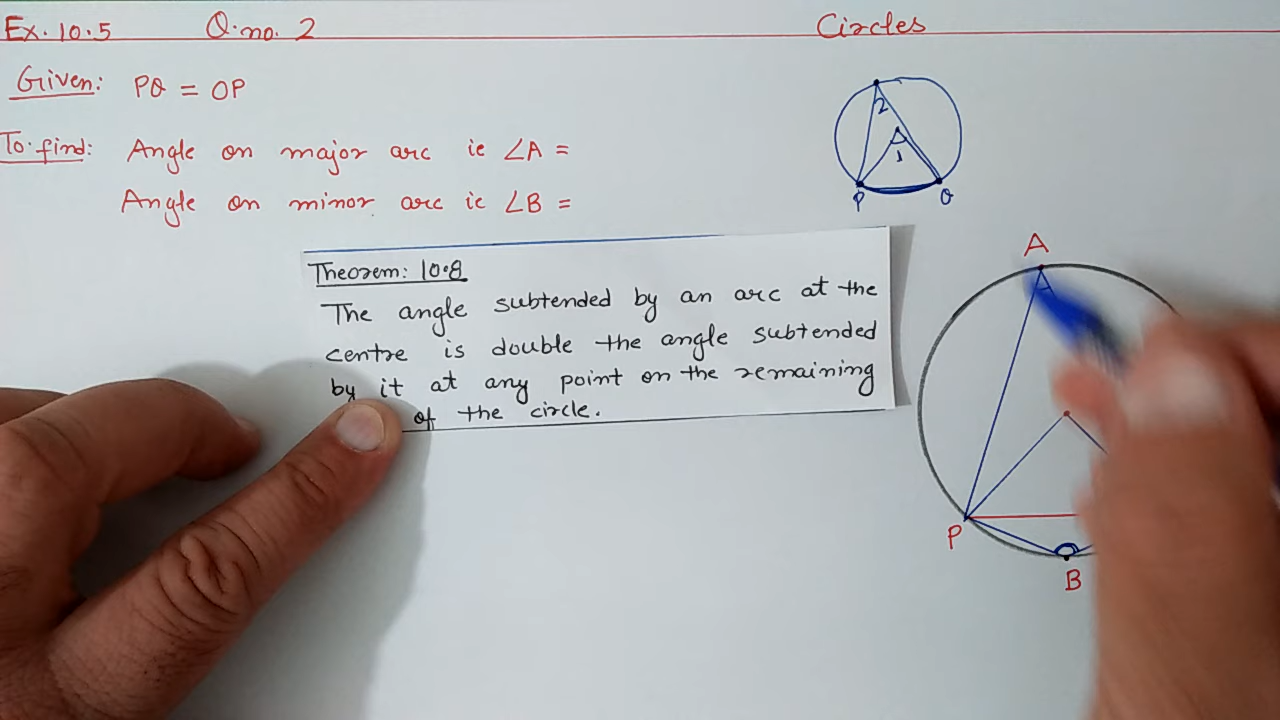 Ex. 10.5 Q.no. 2 Circles
Given: PQ = OP
To find: Angle on major arc ie ∠A =
Angle on minor arc ie ∠B =
2
1
P Q
Theorem: 10.8
The angle subtended by an arc at the
centre is double the angle subtended
by it at any point on the remaining
of the circle.
A
P
B